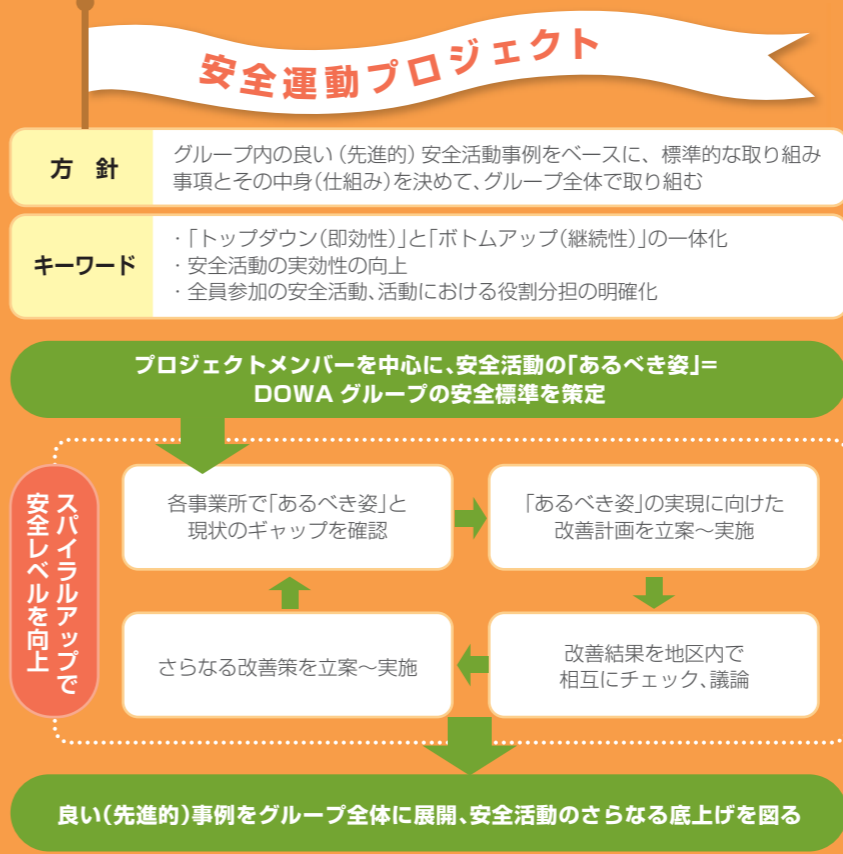 安全運動プロジェクト
方 針
グループ内の良い(先進的)安全活動事例をベースに、標準的な取り組み
事項とその中身(仕組み)を決めて、グループ全体で取り組む
キーワード
・「トップダウン(即効性)」と「ボトムアップ(継続性)」の一体化
・安全活動の実効性の向上
・全員参加の安全活動、活動における役割分担の明確化
プロジェクトメンバーを中心に、安全活動の「あるべき姿」=
DOWA グループの安全標準を策定
スパイラルアップで
安全レベルを向上
各事業所で「あるべき姿」と
現状のギャップを確認
「あるべき姿」の実現に向けた
改善計画を立案~実施
さらなる改善策を立案~実施
改善結果を地区内で
相互にチェック、議論
良い(先進的)事例をグループ全体に展開、安全活動のさらなる底上げを図る